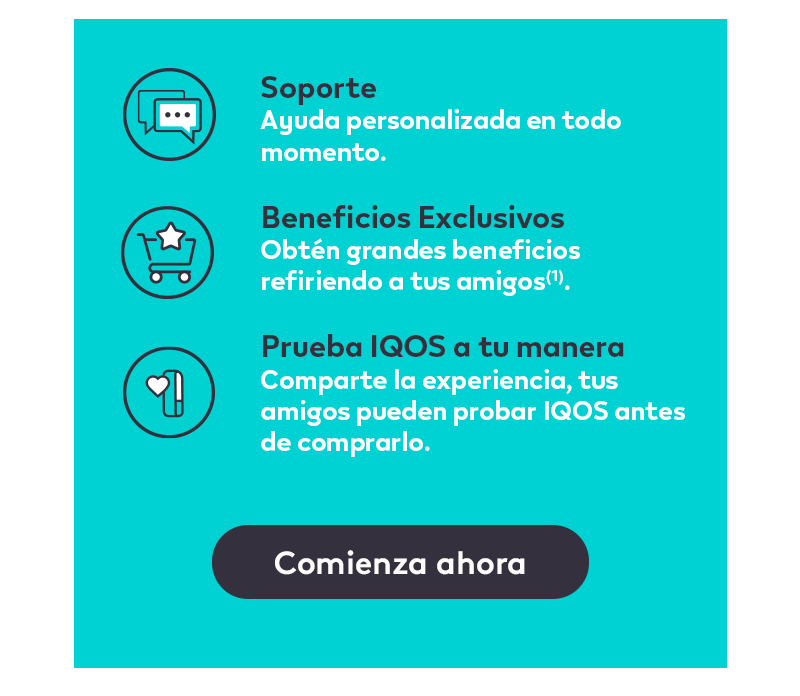 Soporte
Ayuda personalizada en todo
momento.
Beneficios Exclusivos
Obtén grandes beneficios
refiriendo a tus amigos(1).
Prueba IQOS a tu manera
Comparte la experiencia, tus
amigos pueden probar IQOS antes
de comprarlo.
Comienza ahora